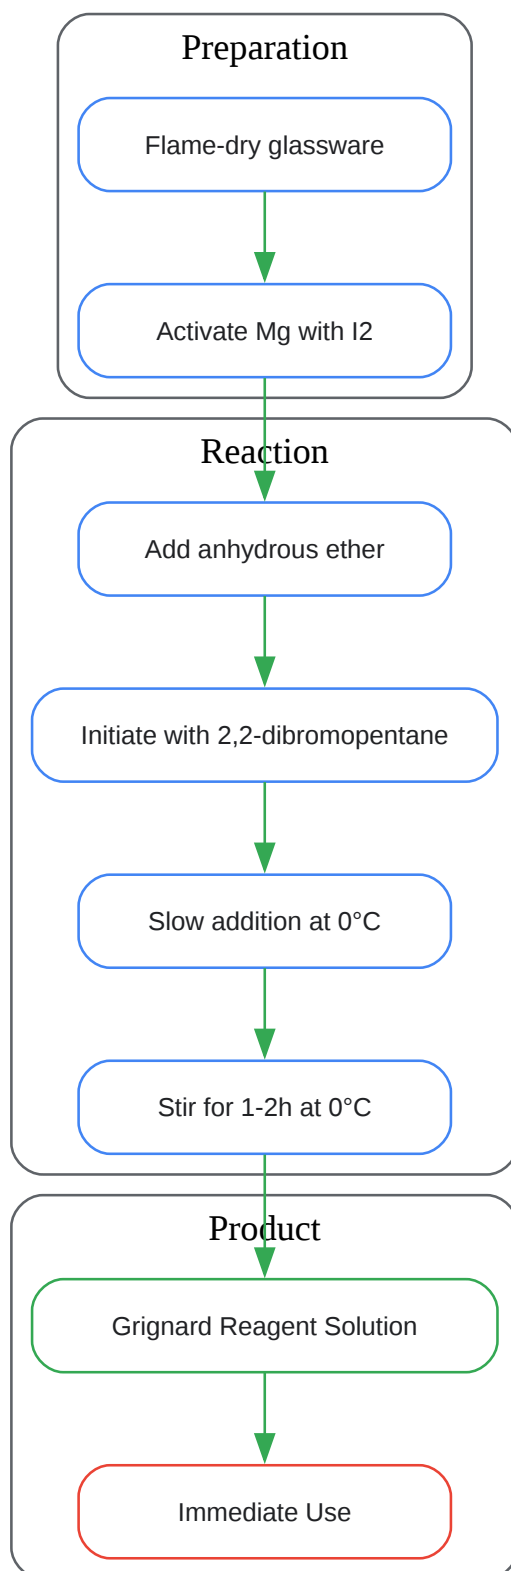 Preparation
Flame-dry glassware
Activate Mg with I2
Reaction
Add anhydrous ether
Initiate with 2,2-dibromopentane
Slow addition at 0°C
Stir for 1-2h at 0°C
Product
Grignard Reagent Solution
Immediate Use